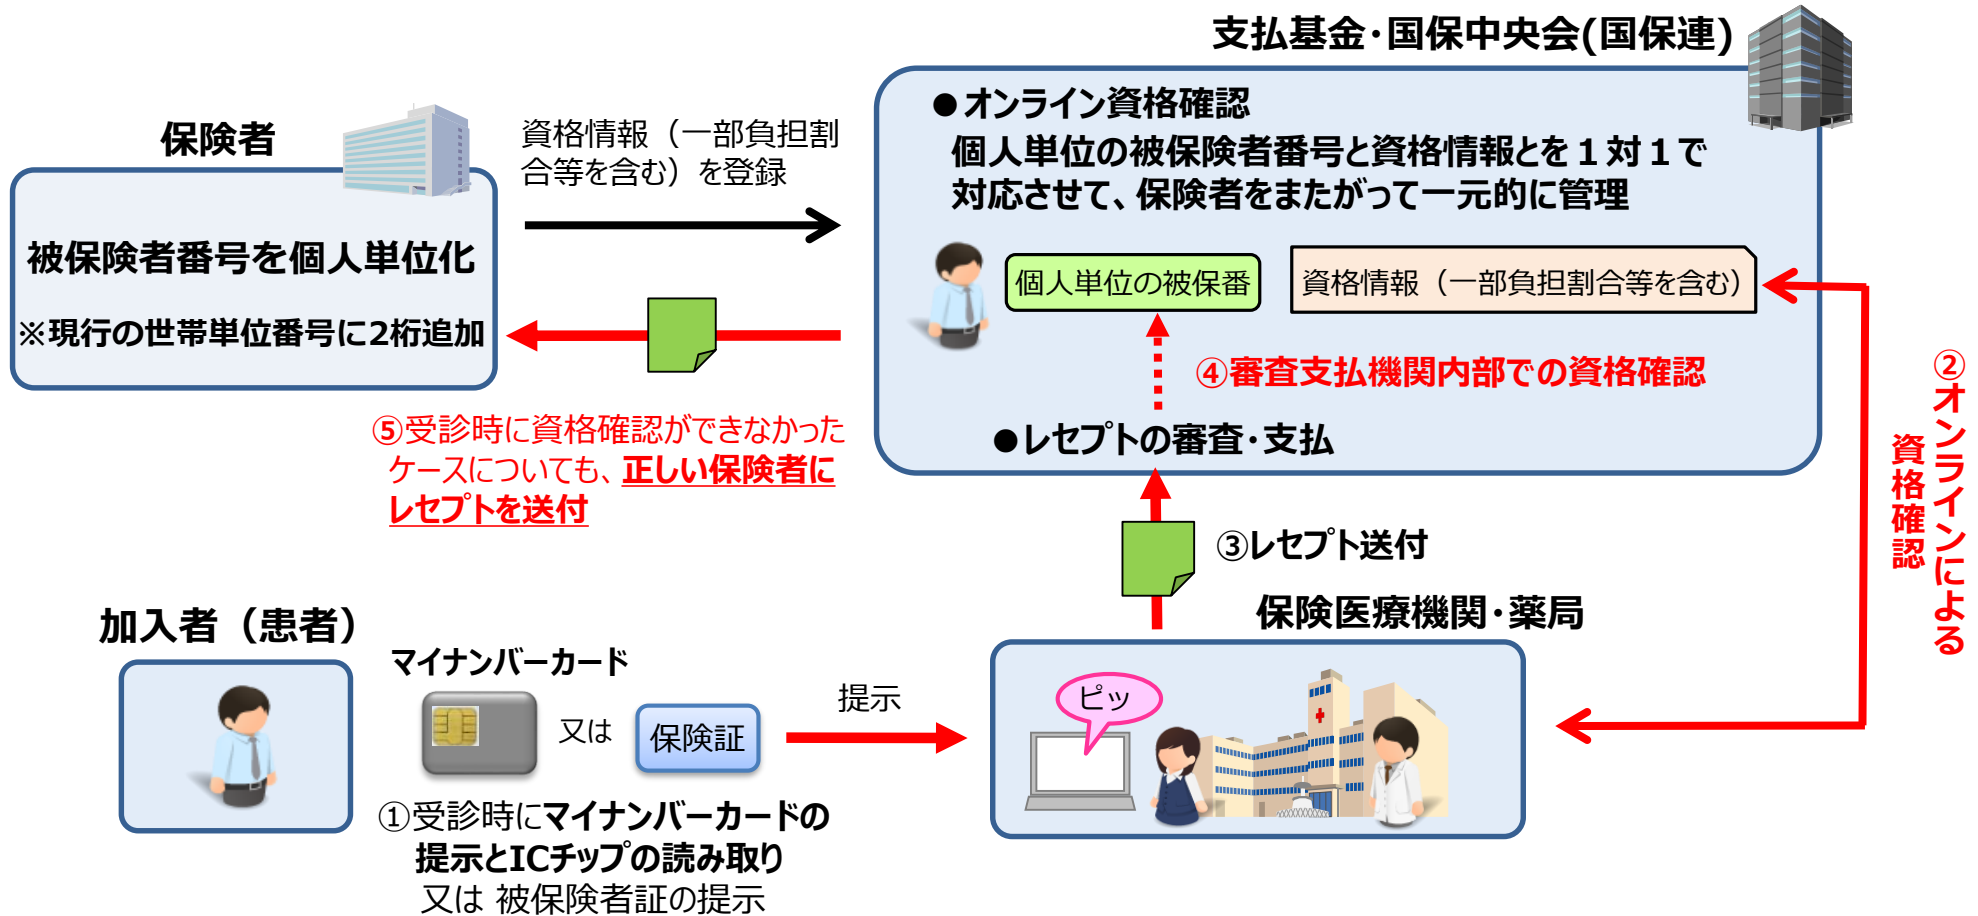 支払基金・国保中央会(国保連)
●オンライン資格確認
個人単位の被保険者番号と資格情報とを１対１で
対応させて、保険者をまたがって一元的に管理
個人単位の被保番
資格情報（一部負担割合等を含む）
④審査支払機関内部での資格確認
●レセプトの審査・支払
保険者
被保険者番号を個人単位化
※現行の世帯単位番号に2桁追加
資格情報（一部負担割
合等を含む）を登録
⑤受診時に資格確認ができなかった
ケースについても、正しい保険者に
レセプトを送付
②オンラインによる
資格確認
③レセプト送付
保険医療機関・薬局
ピッ
加入者（患者）
マイナンバーカード
又は
保険証
提示
①受診時にマイナンバーカードの
提示とICチップの読み取り
又は 被保険者証の提示